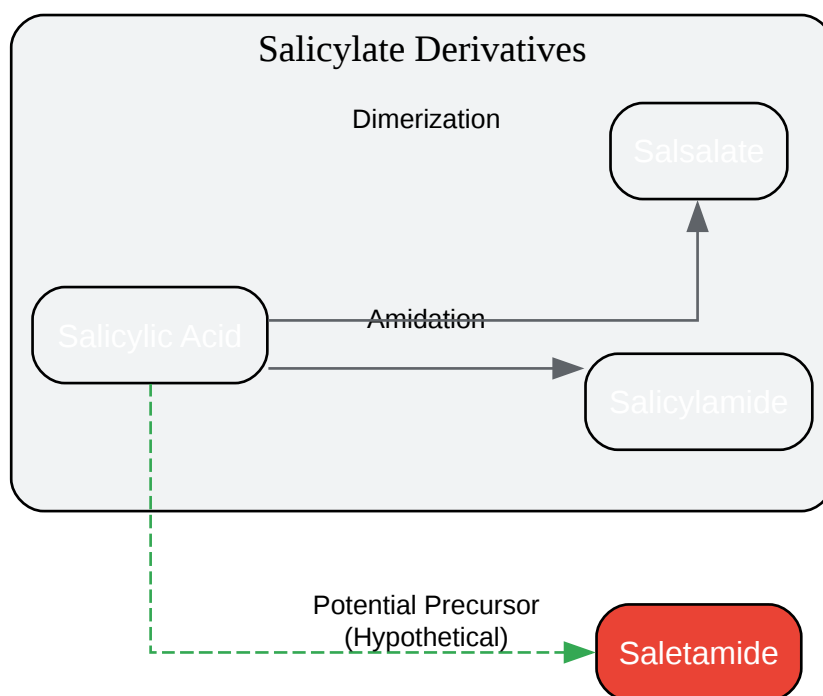 Salicylate Derivatives
Dimerization
Salsalate
Amidation
Salicylic Acid
Salicylamide
Potential Precursor
(Hypothetical)
Saletamide